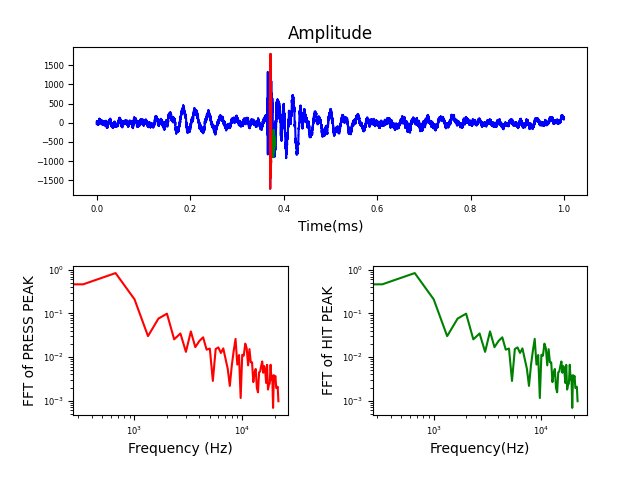 Amplitude
1500
1000
500
0
−500
−1000
−1500
0.0 0.2 0.4 0.6 0.8 1.0
Time(ms)
FFT of PRESS PEAK
10⁰
10⁻¹
10⁻²
10⁻³
10³ 10⁴
Frequency (Hz)
FFT of HIT PEAK
10⁰
10⁻¹
10⁻²
10⁻³
10³ 10⁴
Frequency(Hz)